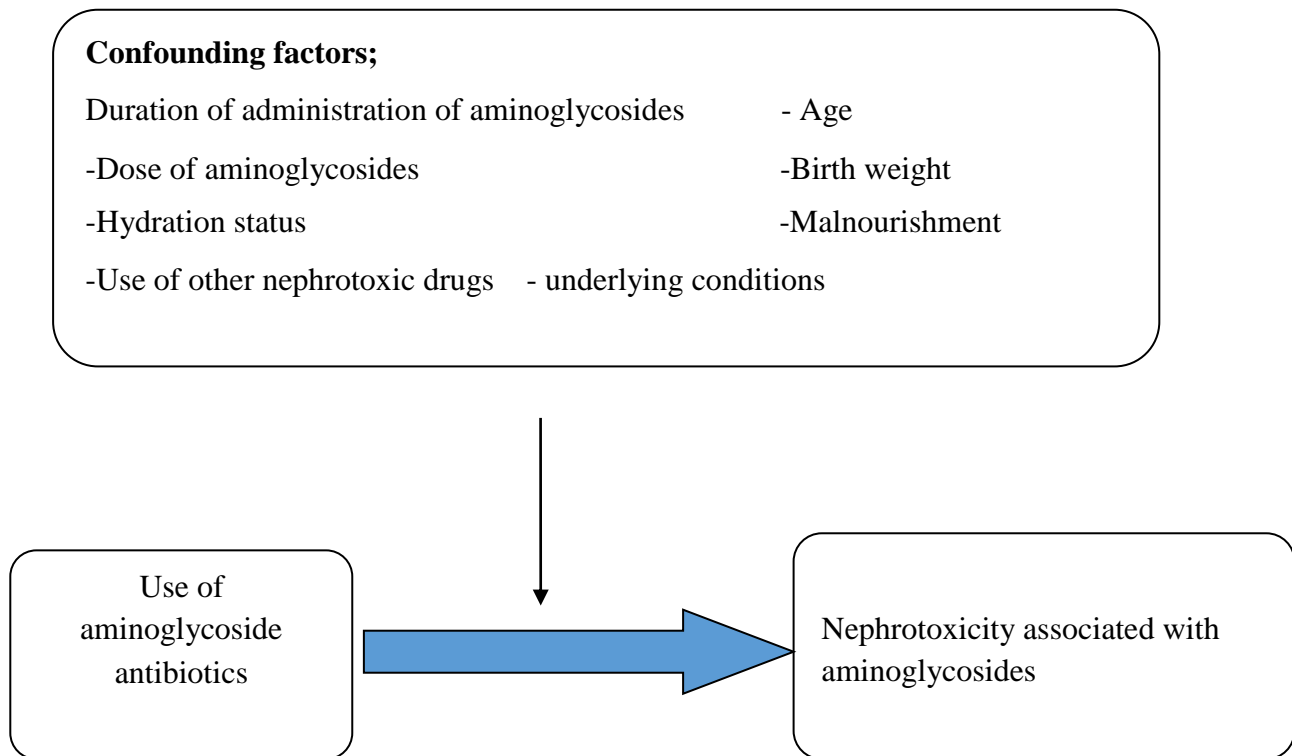 Confounding factors;
Duration of administration of aminoglycosides - Age
-Dose of aminoglycosides -Birth weight
-Hydration status -Malnourishment
-Use of other nephrotoxic drugs - underlying conditions
Use of
aminoglycoside
antibiotics
Nephrotoxicity associated with
aminoglycosides